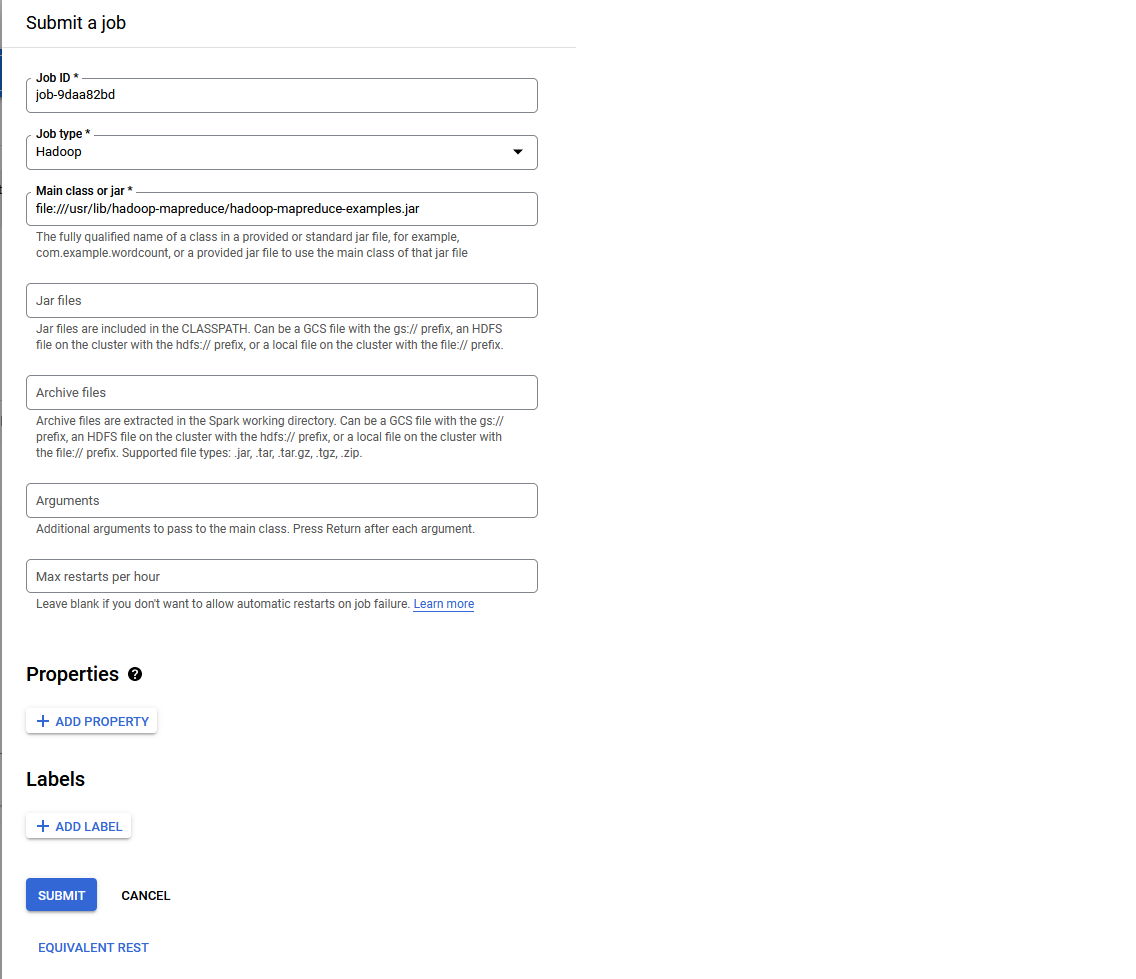 Submit a job
Job ID *
job-9daa82bd
Job type *
Hadoop
Main class or jar *
file:///usr/lib/hadoop-mapreduce/hadoop-mapreduce-examples.jar
The fully qualified name of a class in a provided or standard jar file, for example,
com.example.wordcount, or a provided jar file to use the main class of that jar file
Jar files
Jar files are included in the CLASSPATH. Can be a GCS file with the gs:// prefix, an HDFS
file on the cluster with the hdfs:// prefix, or a local file on the cluster with the file:// prefix.
Archive files
Archive files are extracted in the Spark working directory. Can be a GCS file with the gs://
prefix, an HDFS file on the cluster with the hdfs:// prefix, or a local file on the cluster with
the file:// prefix. Supported file types: .jar, .tar, .tar.gz, .tgz, .zip.
Arguments
Additional arguments to pass to the main class. Press Return after each argument.
Max restarts per hour
Leave blank if you don't want to allow automatic restarts on job failure. Learn more
Properties ?
+ ADD PROPERTY
Labels
+ ADD LABEL
SUBMIT CANCEL
EQUIVALENT REST